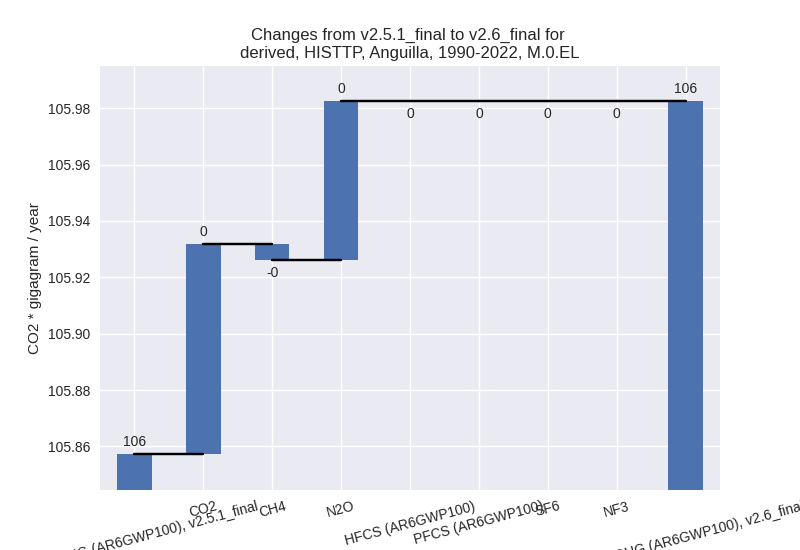 Changes from v2.5.1_final to v2.6_final for
derived, HISTTP, Anguilla, 1990-2022, M.0.EL
CO2 * gigagram / year
105.98
105.96
105.94
105.92
105.90
105.88
105.86
106
0
-0
0
0
0
0
0
106
(AR6GWP100), v2.5.1_final
CO2
CH4
N2O
HFCS (AR6GWP100)
PFCS (AR6GWP100)
SF6
NF3
(AR6GWP100), v2.6_final